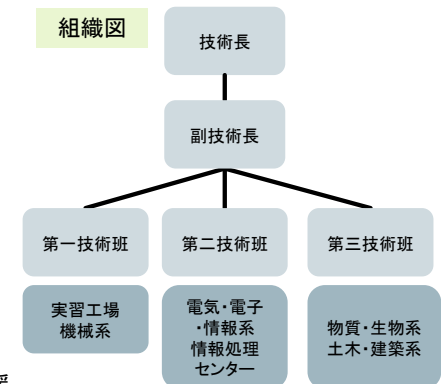 組織図
技術長
副技術長
第一技術班
第二技術班
第三技術班
実習工場
機械系
電気・電子
・情報系
情報処理
センター
物質・生物系
土木・建築系